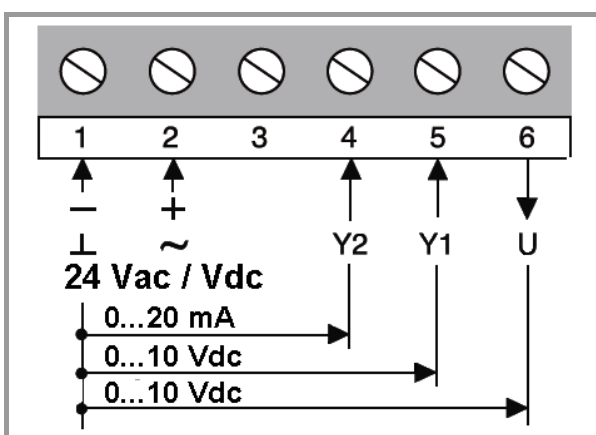 1 2 3 4 5 6
− +
⊥ ~ Y2 Y1 U
24 Vac / Vdc
0...20 mA
0...10 Vdc
0...10 Vdc